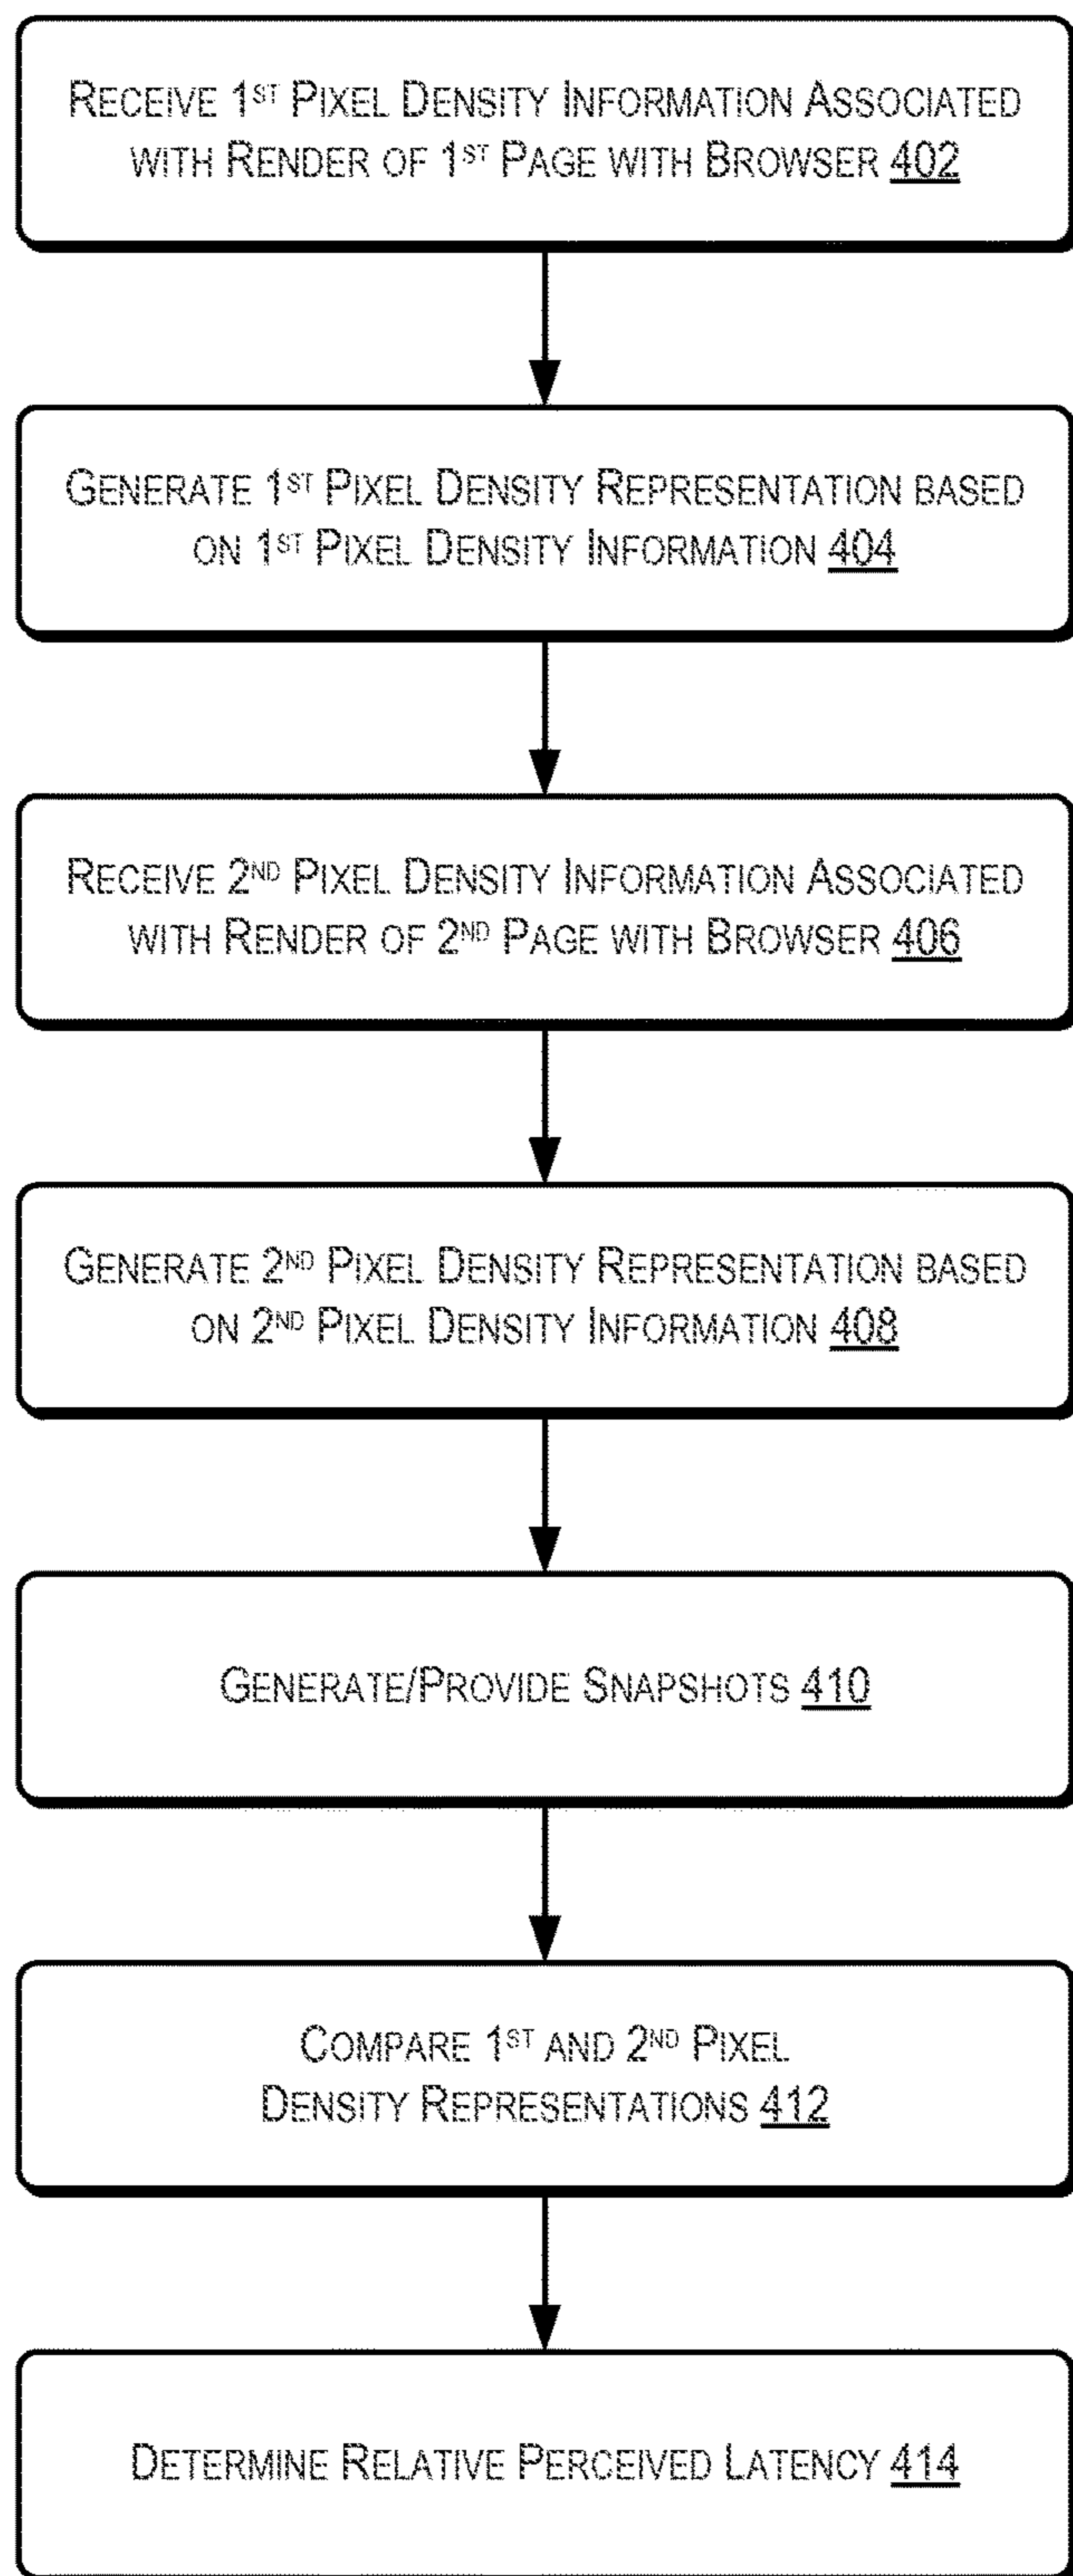 RECEIVE 1ST PIXEL DENSITY INFORMATION ASSOCIATED
WITH RENDER OF 1ST PAGE WITH BROWSER 402
GENERATE 1ST PIXEL DENSITY REPRESENTATION BASED
ON 1ST PIXEL DENSITY INFORMATION 404
RECEIVE 2ND PIXEL DENSITY INFORMATION ASSOCIATED
WITH RENDER OF 2ND PAGE WITH BROWSER 406
GENERATE 2ND PIXEL DENSITY REPRESENTATION BASED
ON 2ND PIXEL DENSITY INFORMATION 408
GENERATE/PROVIDE SNAPSHOTS 410
COMPARE 1ST AND 2ND PIXEL
DENSITY REPRESENTATIONS 412
DETERMINE RELATIVE PERCEIVED LATENCY 414